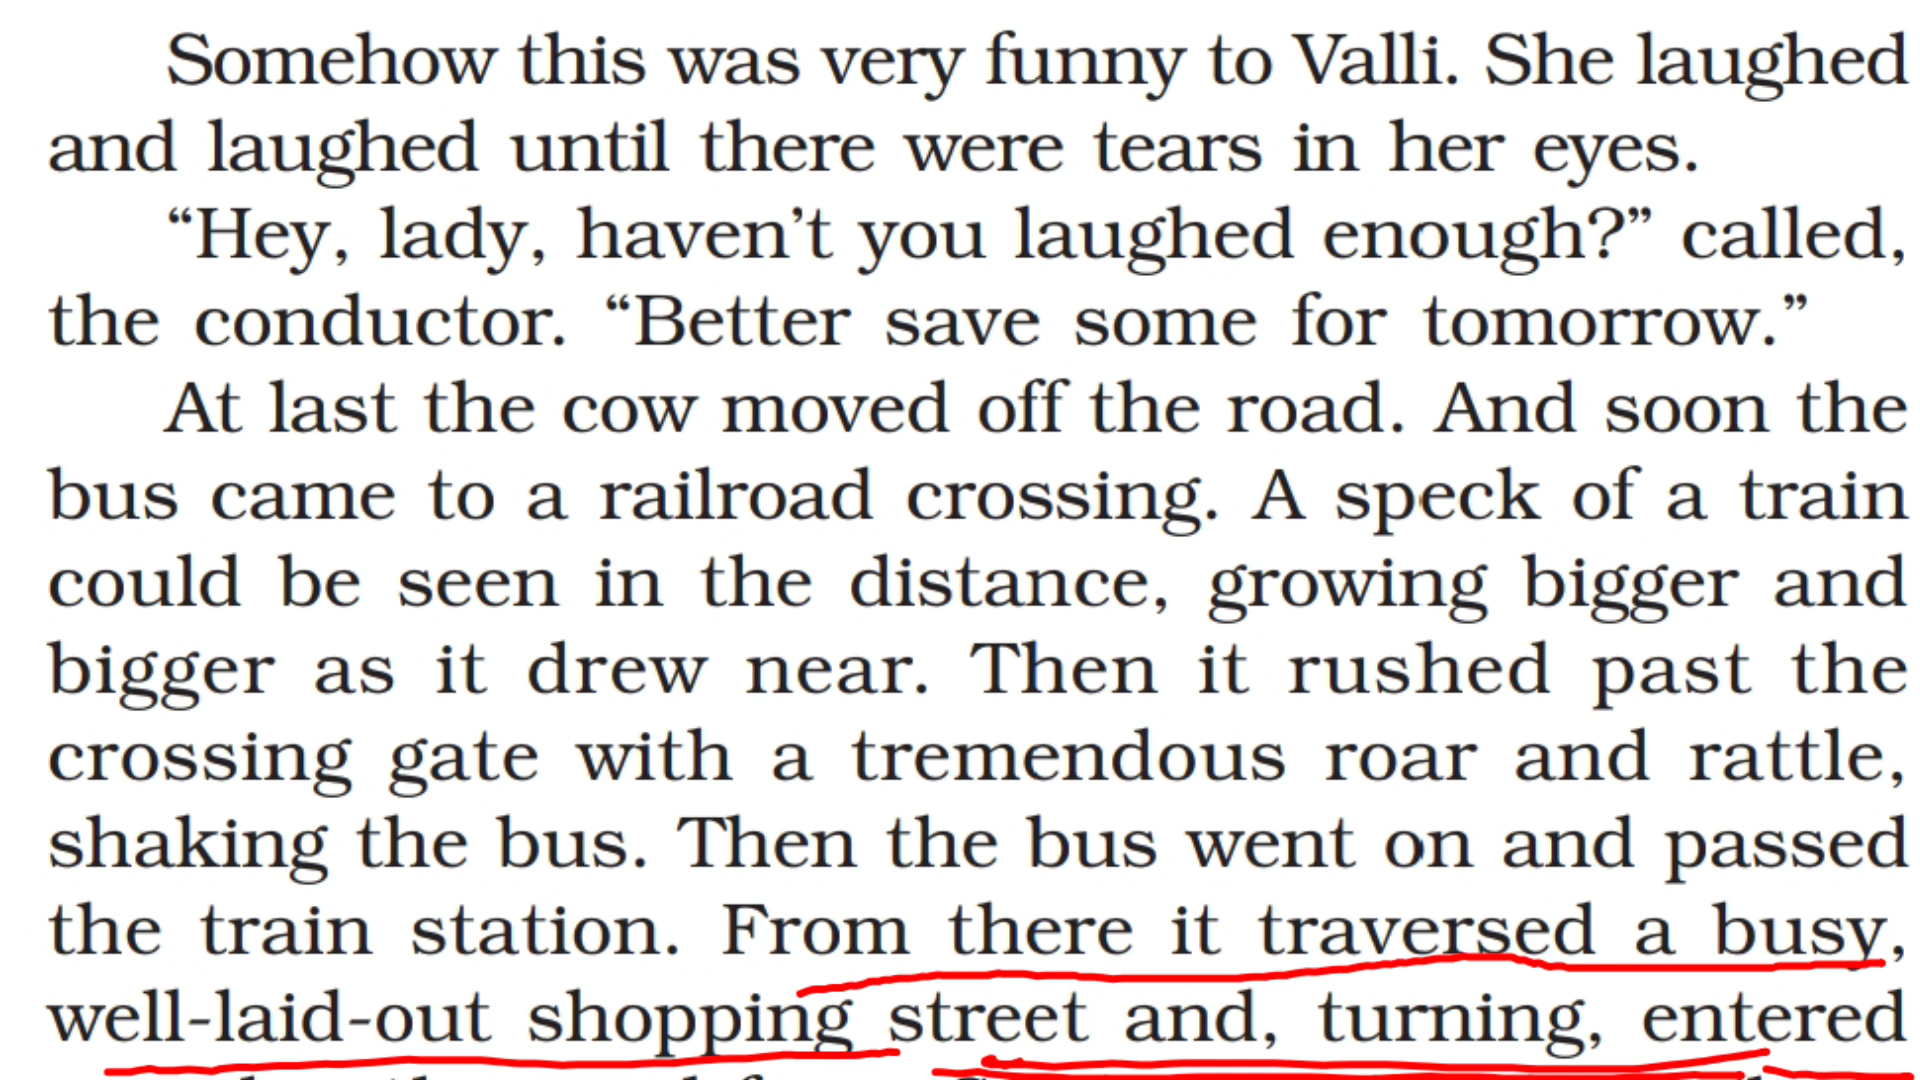 Somehow this was very funny to Valli. She laughed
and laughed until there were tears in her eyes.
“Hey, lady, haven’t you laughed enough?” called,
the conductor. “Better save some for tomorrow.”
At last the cow moved off the road. And soon the
bus came to a railroad crossing. A speck of a train
could be seen in the distance, growing bigger and
bigger as it drew near. Then it rushed past the
crossing gate with a tremendous roar and rattle,
shaking the bus. Then the bus went on and passed
the train station. From there it traversed a busy,
well-laid-out shopping street and, turning, entered